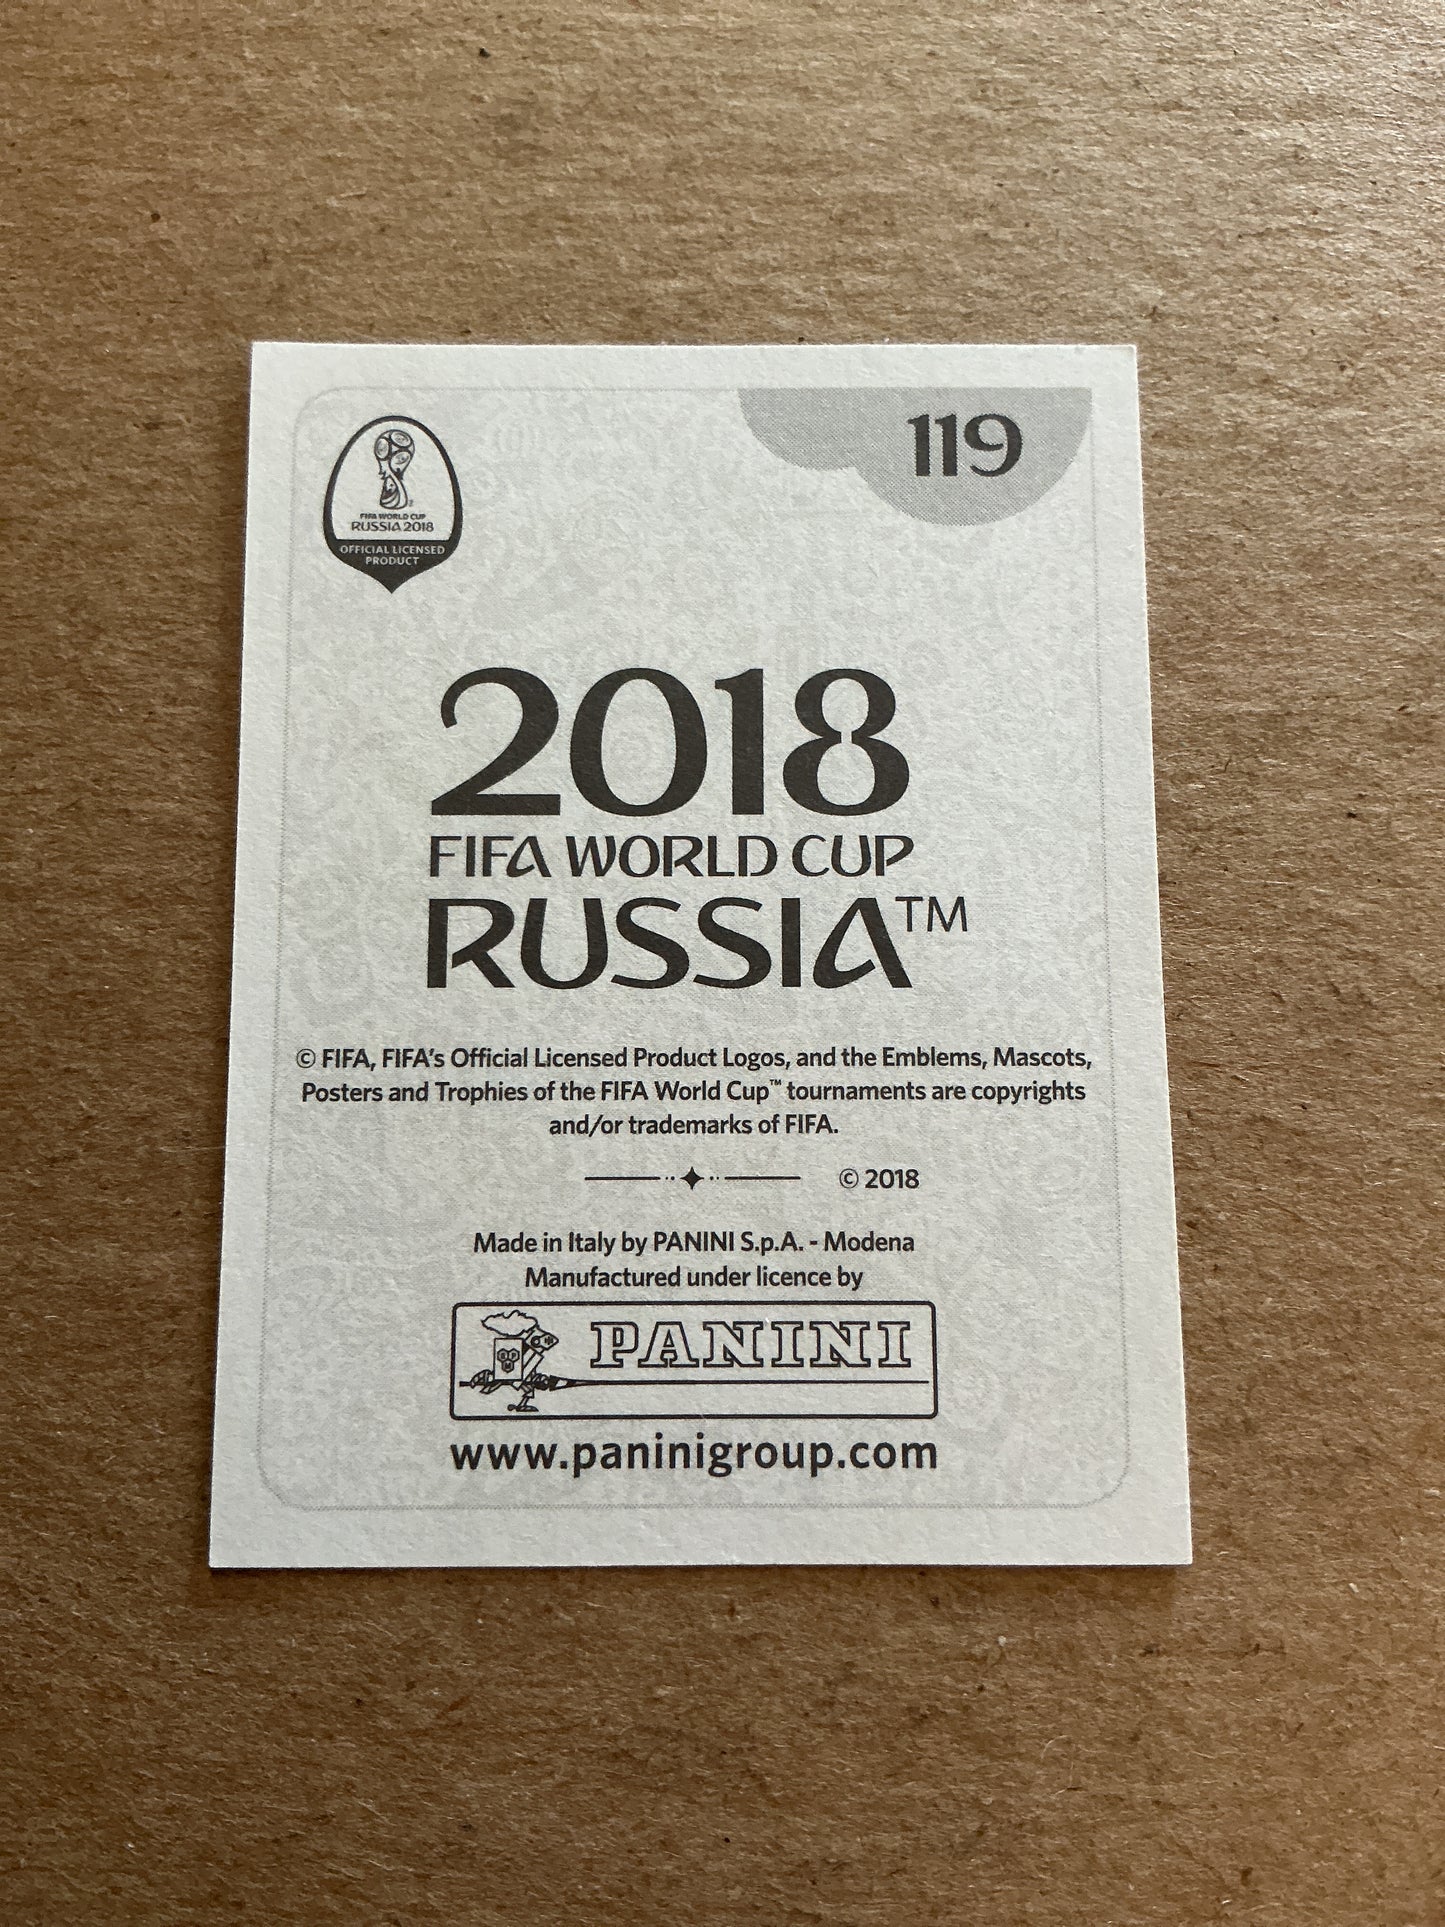 119
FIFA WORLD CUP
RUSSIA 2018
OFFICIAL LICENSED
PRODUCT
2018
FIFA WORLD CUP
RUSSIA™
© FIFA, FIFA's Official Licensed Product Logos, and the Emblems, Mascots,
Posters and Trophies of the FIFA World Cup™ tournaments are copyrights
and/or trademarks of FIFA.
© 2018
Made in Italy by PANINI S.p.A. - Modena
Manufactured under licence by
PANINI
www.paninigroup.com